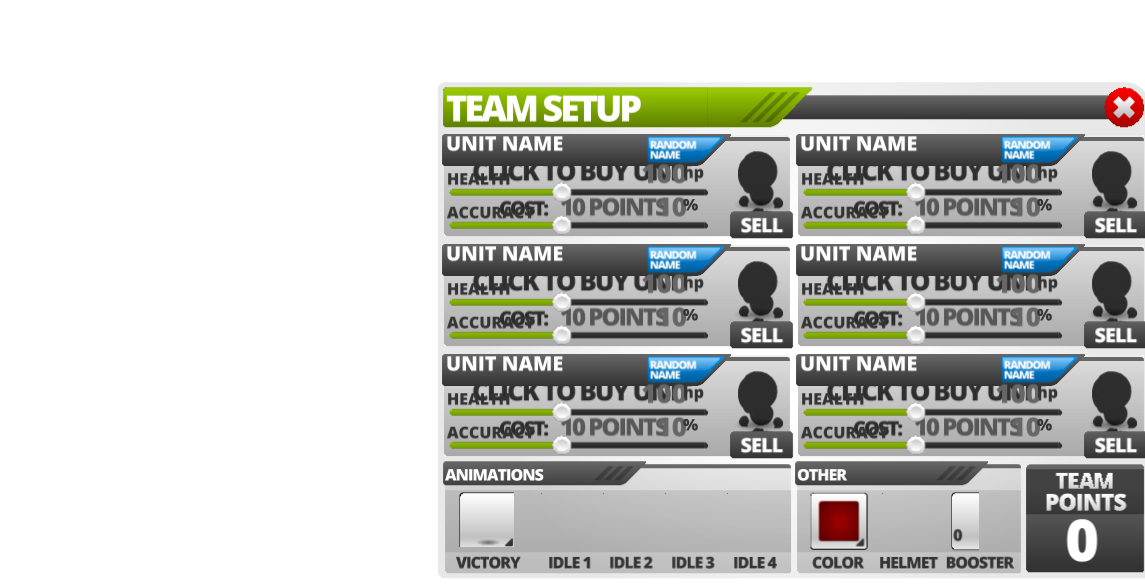 TEAM SETUP
UNIT NAME RANDOM NAME
CLICK TO BUY UNIT
HEALTH 100 hp
COST: 10 POINTS
ACCURACY 10 %
SELL
UNIT NAME RANDOM NAME
CLICK TO BUY UNIT
HEALTH 100 hp
COST: 10 POINTS
ACCURACY 10 %
SELL
UNIT NAME RANDOM NAME
CLICK TO BUY UNIT
HEALTH 100 hp
COST: 10 POINTS
ACCURACY 10 %
SELL
UNIT NAME RANDOM NAME
CLICK TO BUY UNIT
HEALTH 100 hp
COST: 10 POINTS
ACCURACY 10 %
SELL
UNIT NAME RANDOM NAME
CLICK TO BUY UNIT
HEALTH 100 hp
COST: 10 POINTS
ACCURACY 10 %
SELL
UNIT NAME RANDOM NAME
CLICK TO BUY UNIT
HEALTH 100 hp
COST: 10 POINTS
ACCURACY 10 %
SELL
ANIMATIONS
VICTORY IDLE 1 IDLE 2 IDLE 3 IDLE 4
OTHER
0
COLOR HELMET BOOSTER
TEAM
POINTS
0